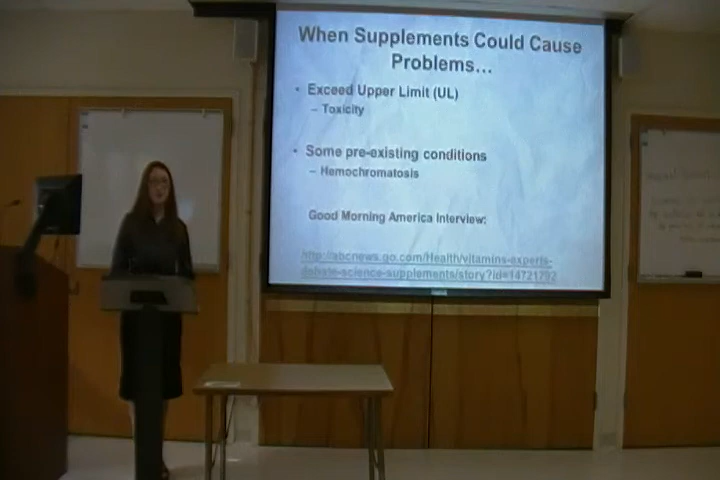 When Supplements Could Cause
Problems…
• Exceed Upper Limit (UL)
– Toxicity
• Some pre-existing conditions
– Hemochromatosis
Good Morning America Interview:
http://abcnews.go.com/Health/vitamins-experts-
debate-science-supplements/story?id=14721792